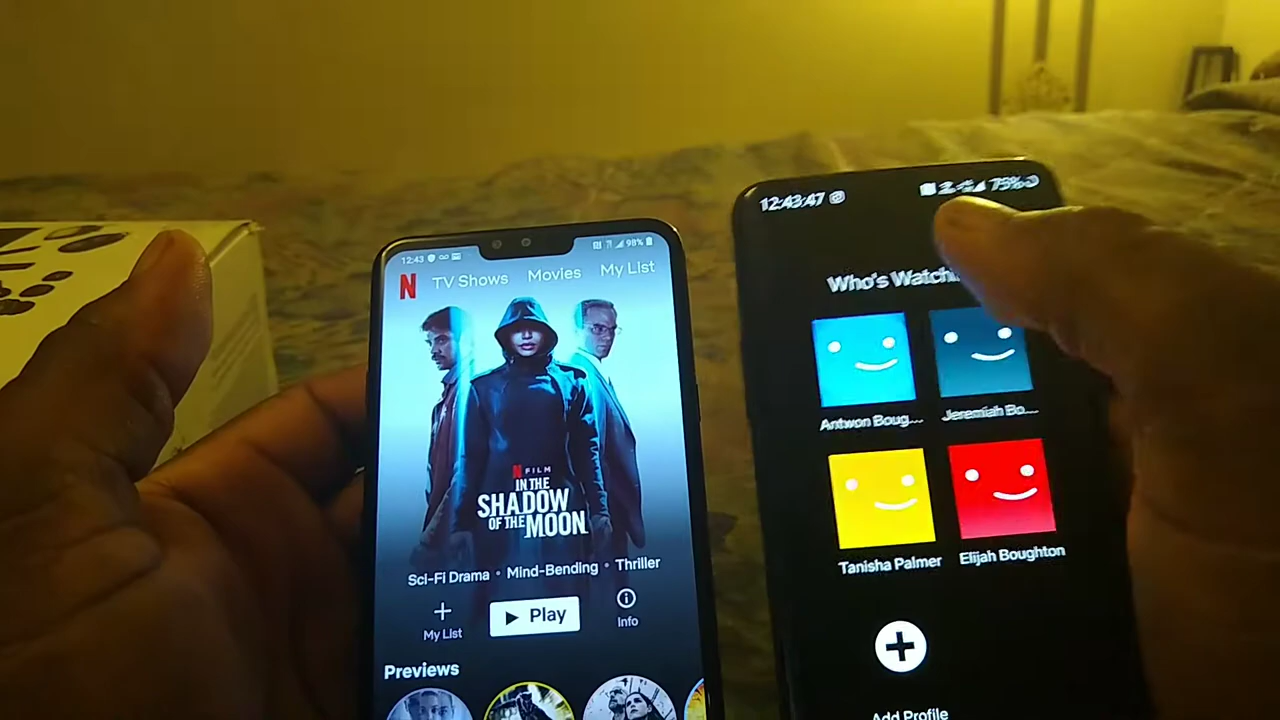 12:43
98%
N
TV Shows
Movies
My List
N FILM
IN THE
SHADOW
OF THE MOON
Sci-Fi Drama • Mind-Bending • Thriller
My List
Play
Info
Previews
12:43:47
75%
Who's Watchi
Antwon Boug...
Jeremiah Bo...
Tanisha Palmer
Elijah Boughton
Add Profile